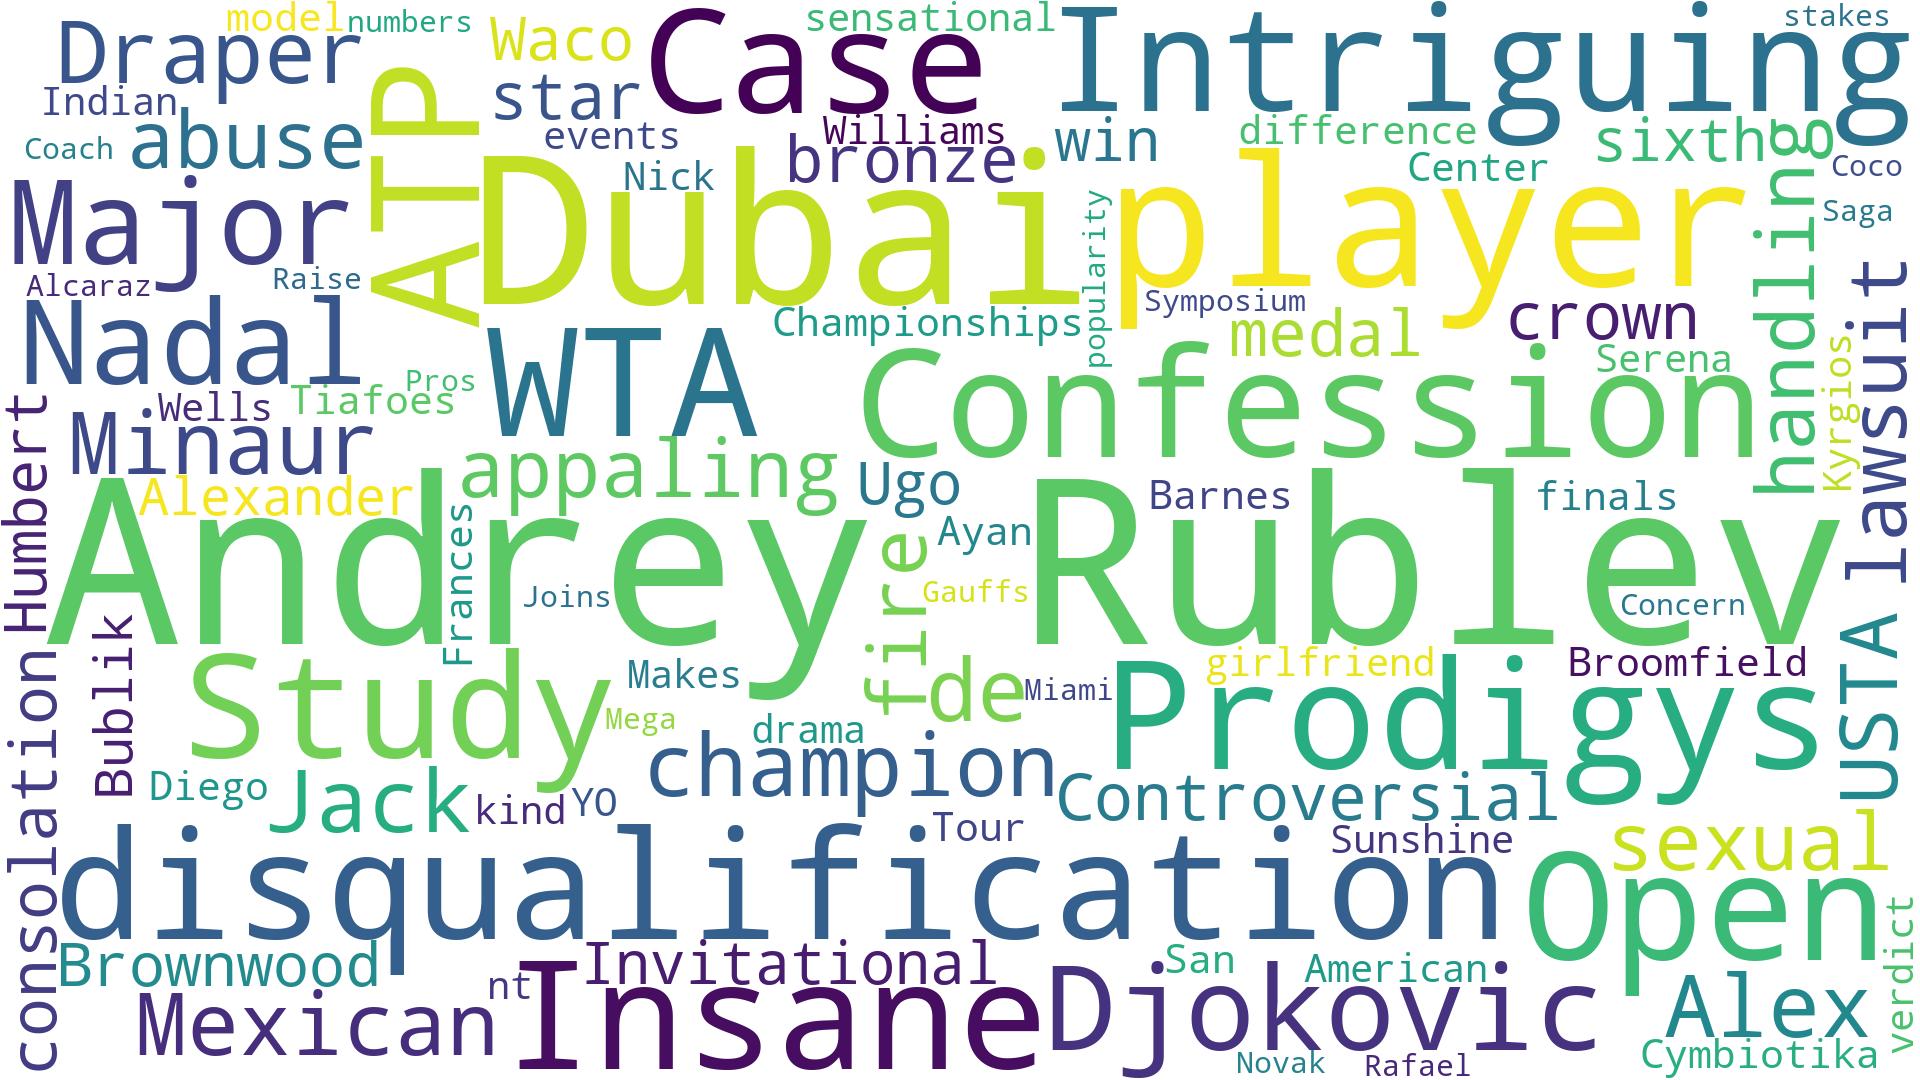 model
numbers
sensational
stakes
Draper
Waco
Case
Intriguing
Indian
star
Coach
abuse
ATP
events
Williams
win
difference
sixth
Nick
bronze
Center
Coco
Major
Dubai
popularity
player
handling
Saga
Alcaraz
Raise
Symposium
Nadal
WTA
Championships
medal
crown
lawsuit
Serena
Kyrgios
Wells
Tiafoes
Pros
Confession
Humbert
Minaur
appaling
Ugo
Barnes
finals
Alexander
Frances
Ayan
fire
Andrey
Rublev
Joins
Gauffs
Concern
USTA
consolation
Bublik
Study
Makes
de
Miami
girlfriend
Broomfield
Mega
drama
Prodigys
champion
Diego
Jack
kind
YO
Controversial
Tour
Sunshine
sexual
disqualification
Open
verdict
Brownwood
nt
Invitational
San
American
Mexican
Insane
Djokovic
Alex
Novak
Rafael
Cymbiotika